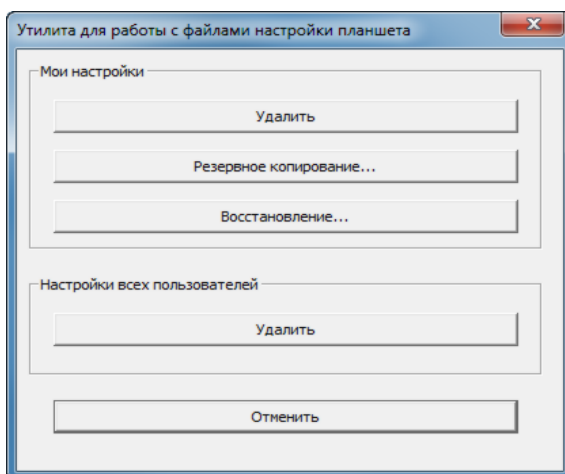 Утилита для работы с файлами настройки планшета
Мои настройки
Удалить
Резервное копирование...
Восстановление...
Настройки всех пользователей
Удалить
Отменить